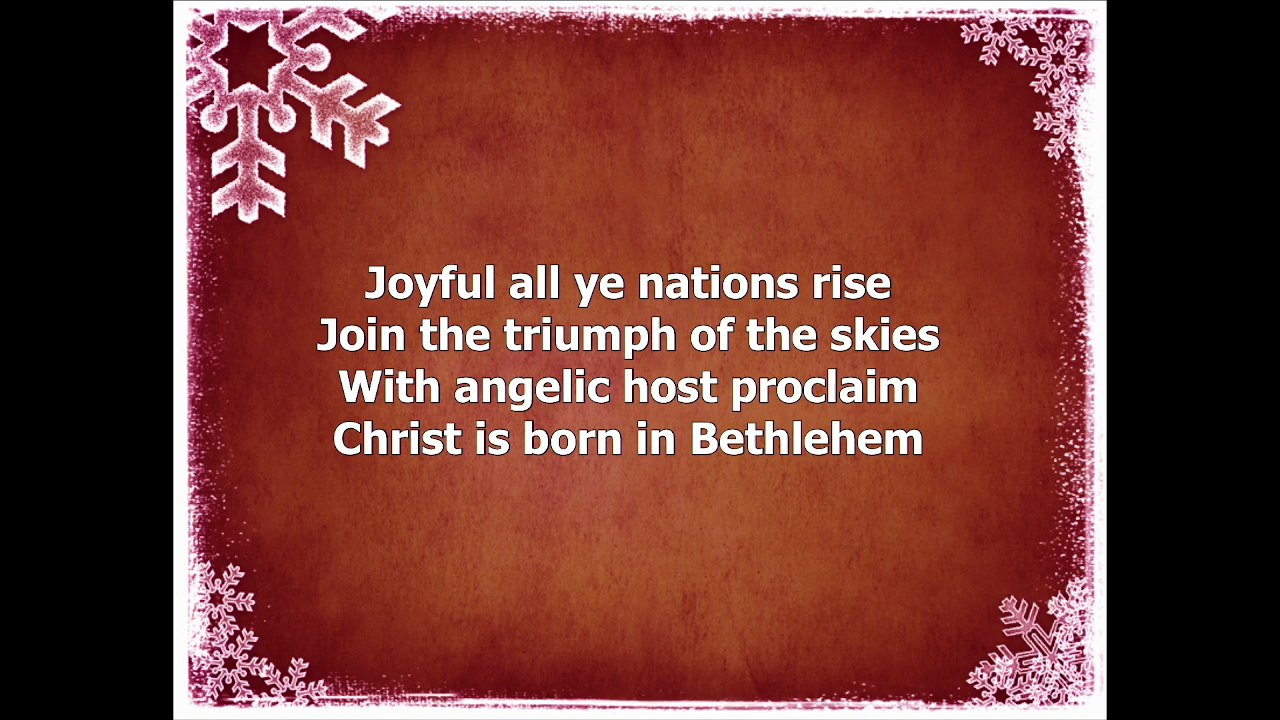 Joyful all ye nations rise
Join the triumph of the skies
With angelic host proclaim
Christ is born in Bethlehem